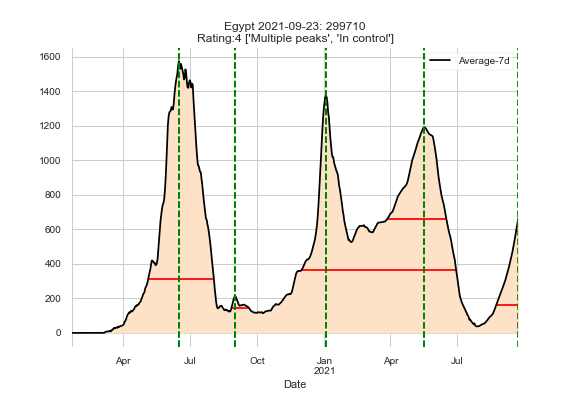 Egypt 2021-09-23: 299710
Rating:4 ['Multiple peaks', 'In control']
Average-7d
1600
1400
1200
1000
800
600
400
200
0
Apr Jul Oct Jan Apr Jul
2021
Date